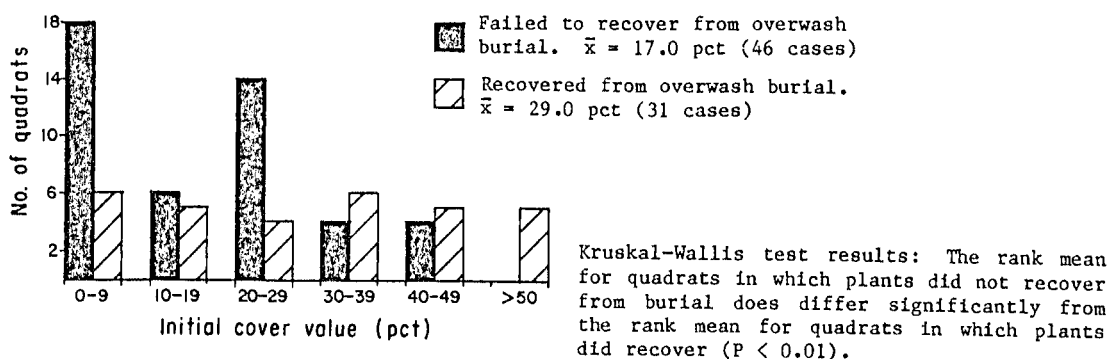 18
14
10
6
2
No. of quadrats
0-9 10-19 20-29 30-39 40-49 >50
Initial cover value (pct)
Failed to recover from overwash
burial. x̄ = 17.0 pct (46 cases)
Recovered from overwash burial.
x̄ = 29.0 pct (31 cases)
Kruskal-Wallis test results: The rank mean
for quadrats in which plants did not recover
from burial does differ significantly from
the rank mean for quadrats in which plants
did recover (P < 0.01).